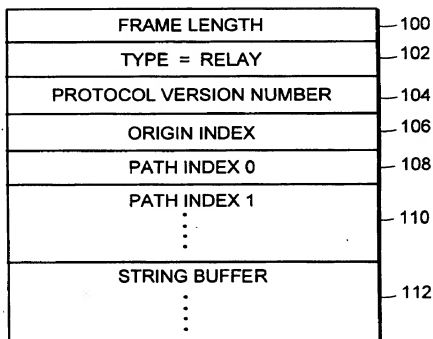 FRAME LENGTH 100
TYPE = RELAY 102
PROTOCOL VERSION NUMBER 104
ORIGIN INDEX 106
PATH INDEX 0 108
PATH INDEX 1
110
STRING BUFFER
112